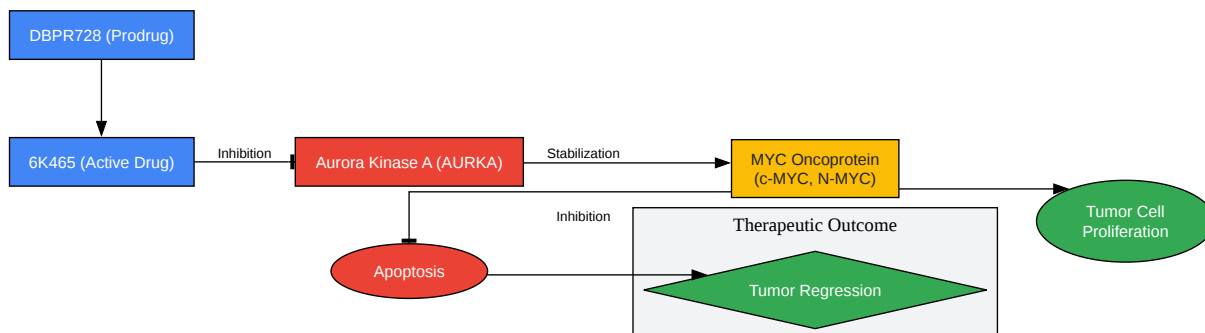 DBPR728 (Prodrug)
6K465 (Active Drug)
Inhibition
Aurora Kinase A (AURKA)
Stabilization
MYC Oncoprotein
(c-MYC, N-MYC)
Inhibition
Therapeutic Outcome
Tumor Cell
Proliferation
Apoptosis
Tumor Regression